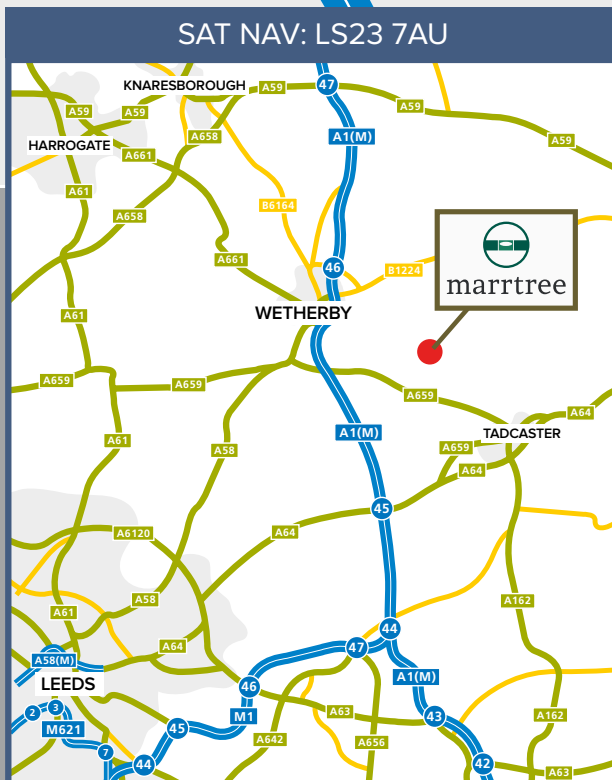 SAT NAV: LS23 7AU
KNARESBOROUGH
A59
47
A59
A59
A59
A59
HARROGATE
A658
A1(M)
A661
A61
B6164
A658
A661
46
B1224
marrtree
WETHERBY
A61
A659
A659
A659
A64
A61
A1(M)
TADCASTER
A58
A659
A64
45
A6120
A64
A58
A162
A61
44
A64
47
A58(M)
LEEDS
46
A1(M)
2
3
M1
A63
43
A162
M621
45
A642
A656
7
44
42
A63